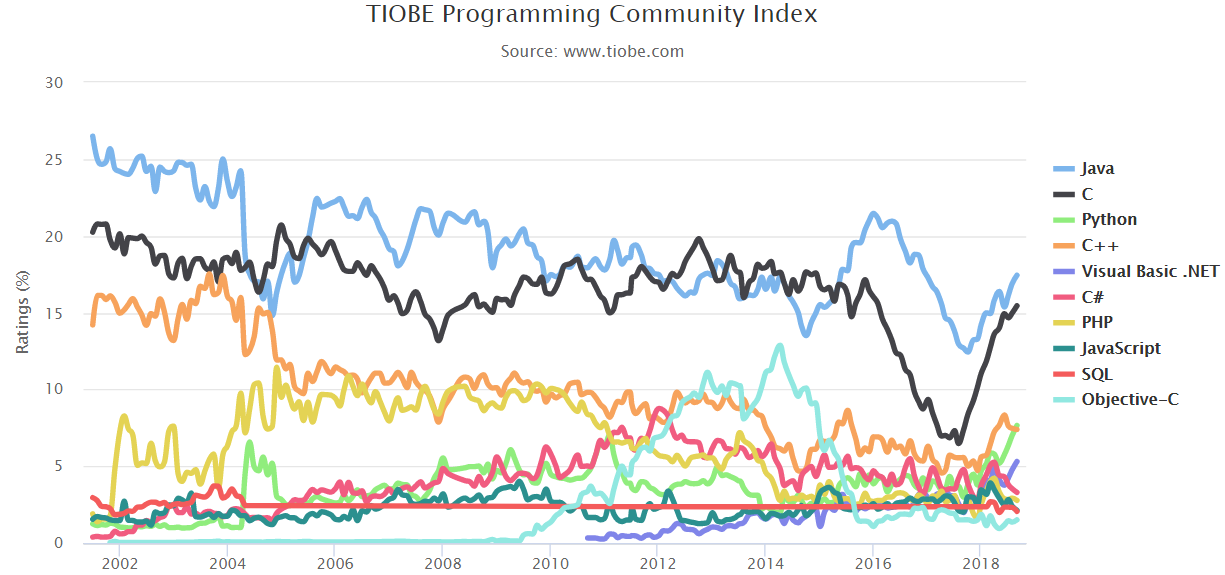 TIOBE Programming Community Index
Source: www.tiobe.com
Ratings (%)
30
25
20
15
10
5
0
2002 2004 2006 2008 2010 2012 2014 2016 2018
Java
C
Python
C++
Visual Basic .NET
C#
PHP
JavaScript
SQL
Objective-C